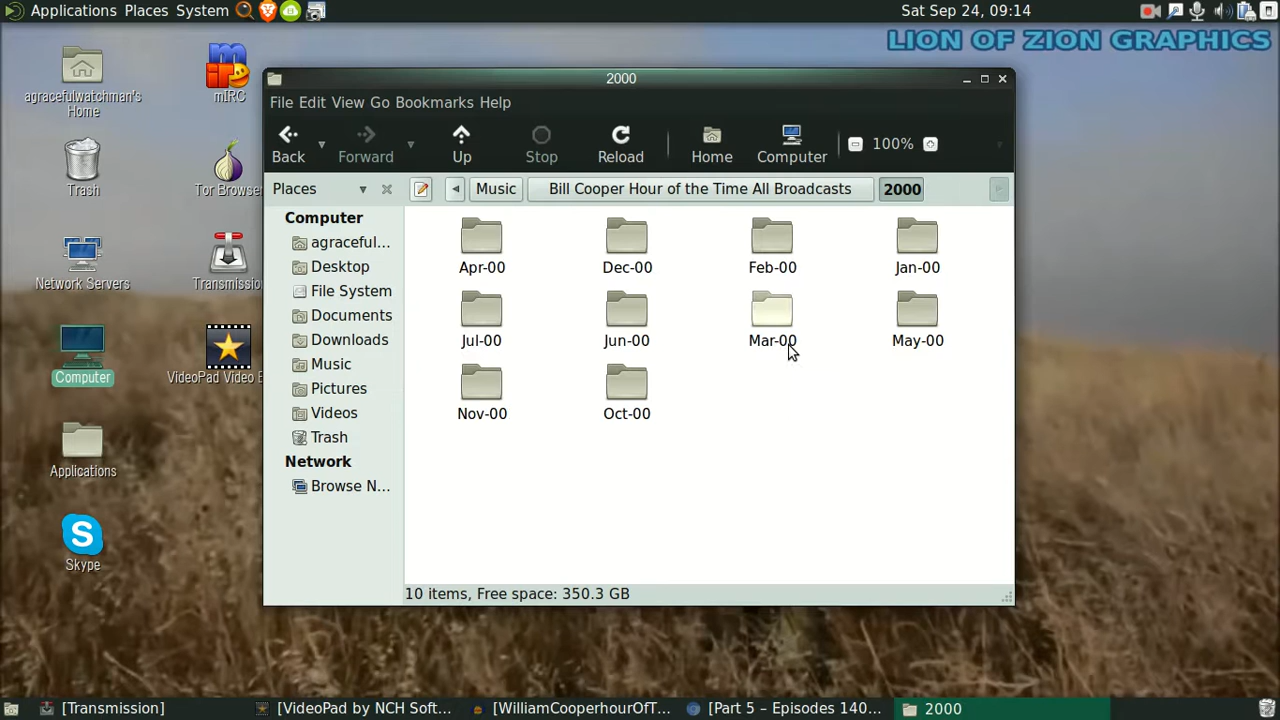 Applications Places System
Sat Sep 24, 09:14
LION OF ZION GRAPHICS
agracefulwatchman's
Home
mIRC
Trash
Tor Browser
Network Servers
Transmissio
Computer
VideoPad Video E
Applications
Skype
2000
File Edit View Go Bookmarks Help
Back Forward Up Stop Reload Home Computer 100%
Places Music Bill Cooper Hour of the Time All Broadcasts 2000
Computer
agraceful...
Desktop
File System
Documents
Downloads
Music
Pictures
Videos
Trash
Network
Browse N...
Apr-00 Dec-00 Feb-00 Jan-00
Jul-00 Jun-00 Mar-00 May-00
Nov-00 Oct-00
10 items, Free space: 350.3 GB
[Transmission] [VideoPad by NCH Soft... [WilliamCooperhourOfT... [Part 5 – Episodes 140... 2000